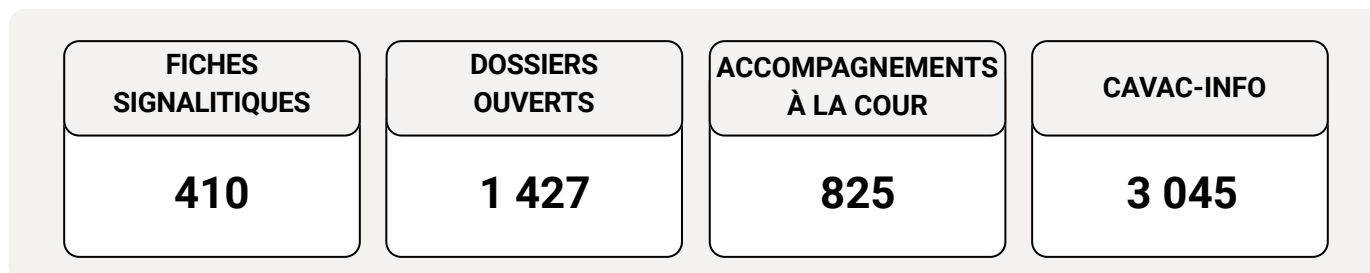 FICHES
SIGNALITIQUES
410
DOSSIERS
OUVERTS
1 427
ACCOMPAGNEMENTS
À LA COUR
825
CAVAC-INFO
3 045